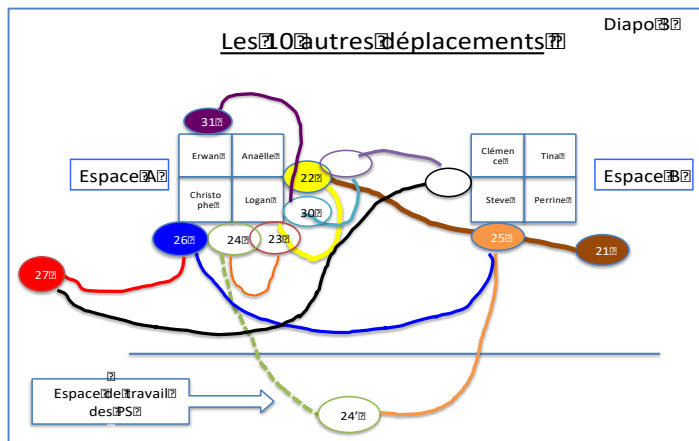 Diapo 3
Les 10 autres déplacements
31
Erwan
Anaëlle
Clémen
ce
Tina
Espace A
22
Espace B
Christo
phe
Logan
30
Steve
Perrine
26
24
23
25
21
27
Espace de travail
des PS
24'